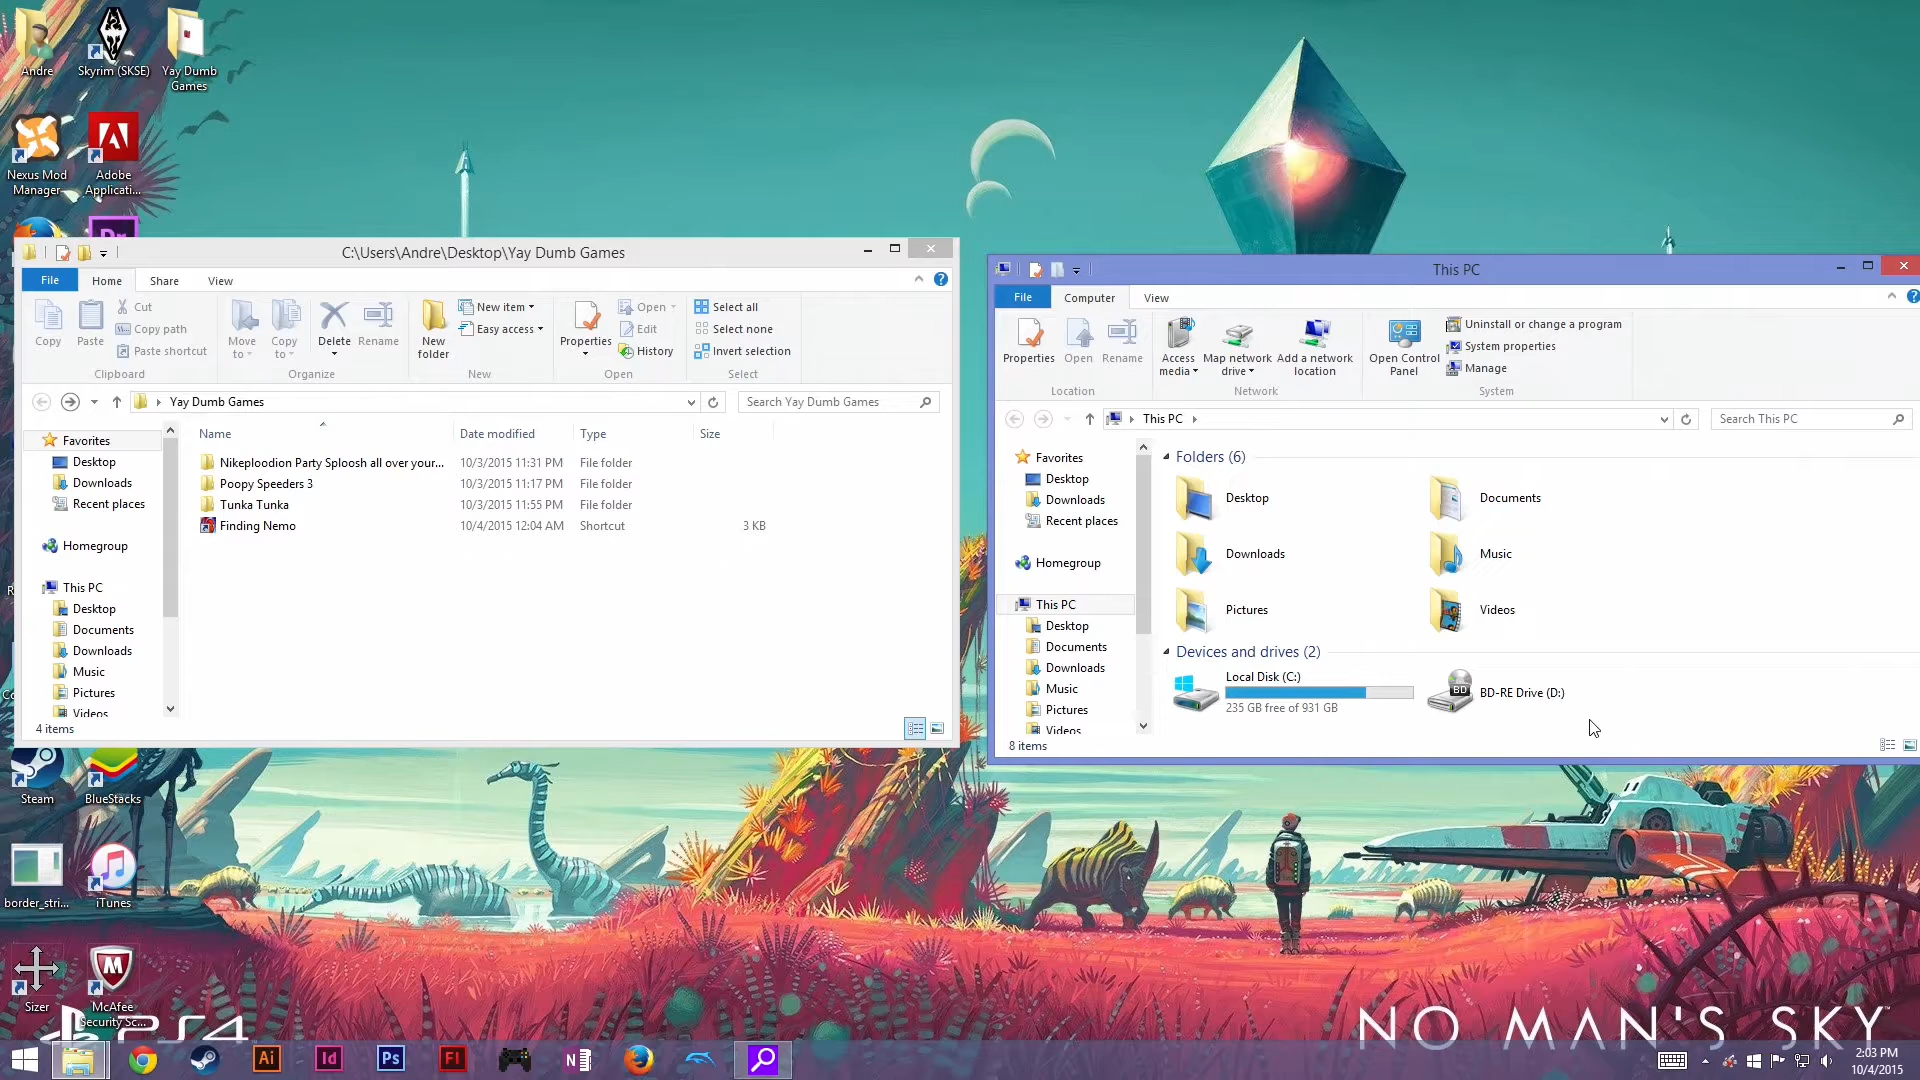 Andre
Skyrim (SKSE)
Yay Dumb
Games
Nexus Mod
Manager
Adobe
Applicati...
C:\Users\Andre\Desktop\Yay Dumb Games
File
Home
Share
View
Copy
Paste
Cut
Copy path
Paste shortcut
Clipboard
Move
to
Copy
to
Delete
Rename
Organize
New
folder
New item
Easy access
New
Properties
Open
Edit
History
Open
Select all
Select none
Invert selection
Select
Yay Dumb Games
Search Yay Dumb Games
Favorites
Desktop
Downloads
Recent places
Homegroup
This PC
Desktop
Documents
Downloads
Music
Pictures
Videos
Name
Date modified
Type
Size
Nikeploodion Party Sploosh all over your... 10/3/2015 11:31 PM File folder
Poopy Speeders 3 10/3/2015 11:17 PM File folder
Tunka Tunka 10/3/2015 11:55 PM File folder
Finding Nemo 10/4/2015 12:04 AM Shortcut 3 KB
4 items
This PC
File
Computer
View
Properties
Open
Rename
Location
Access
media
Map network
drive
Add a network
location
Network
Open Control
Panel
Uninstall or change a program
System properties
Manage
System
This PC
Search This PC
Favorites
Desktop
Downloads
Recent places
Homegroup
This PC
Desktop
Documents
Downloads
Music
Pictures
Videos
Folders (6)
Desktop
Documents
Downloads
Music
Pictures
Videos
Devices and drives (2)
Local Disk (C:)
235 GB free of 931 GB
BD
BD-RE Drive (D:)
8 items
Steam
BlueStacks
border_stri...
iTunes
Sizer
McAfee
Security Sc...
PS4
NO MAN'S SKY™
Ai
Id
Ps
Fl
N
2:03 PM
10/4/2015